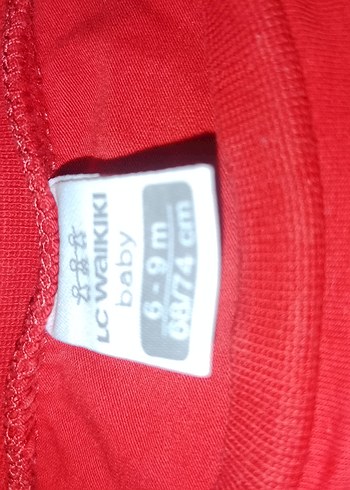 LC WAIKIKI
baby
6 - 9 m
68/74 cm